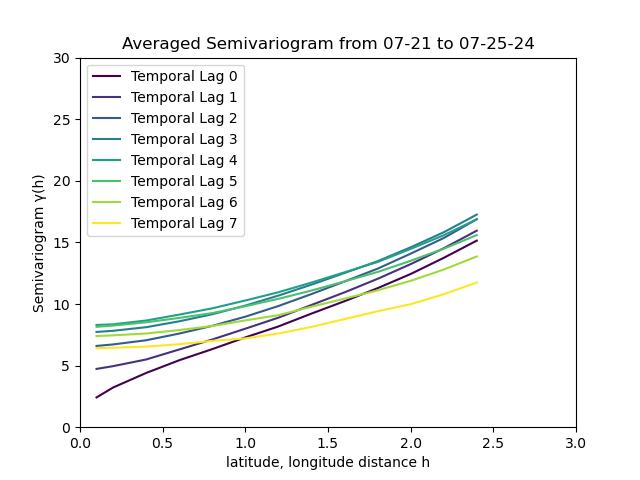 Averaged Semivariogram from 07-21 to 07-25-24
30
25
20
15
10
5
0
Semivariogram γ(h)
Temporal Lag 0
Temporal Lag 1
Temporal Lag 2
Temporal Lag 3
Temporal Lag 4
Temporal Lag 5
Temporal Lag 6
Temporal Lag 7
0.0 0.5 1.0 1.5 2.0 2.5 3.0
latitude, longitude distance h